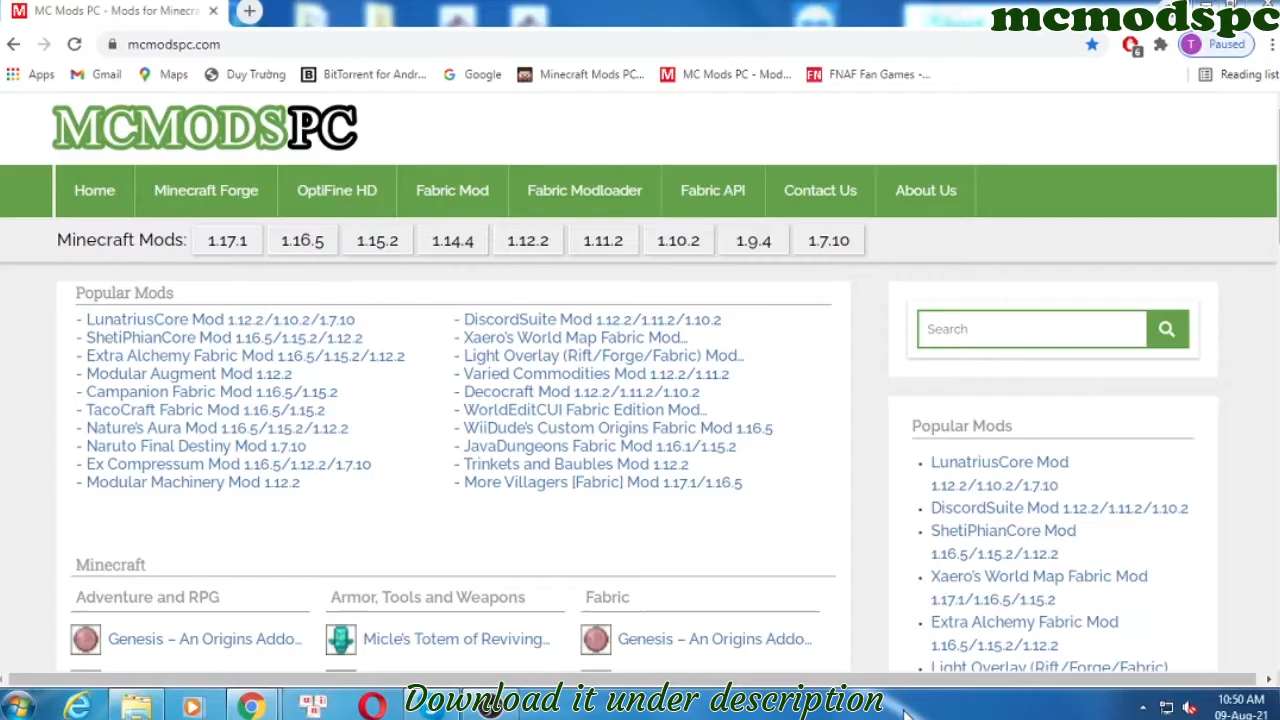 MC Mods PC - Mods for Minecra
mcmodspc
mcmodspc.com
6
T
Paused
Apps
Gmail
Maps
Duy Trường
BitTorrent for Andr...
Google
Minecraft Mods PC...
MC Mods PC - Mod...
FNAF Fan Games -...
Reading list
MCMODSPC
Home
Minecraft Forge
OptiFine HD
Fabric Mod
Fabric Modloader
Fabric API
Contact Us
About Us
Minecraft Mods: 1.17.1 1.16.5 1.15.2 1.14.4 1.12.2 1.11.2 1.10.2 1.9.4 1.7.10
Popular Mods
- LunatriusCore Mod 1.12.2/1.10.2/1.7.10
- ShetiPhianCore Mod 1.16.5/1.15.2/1.12.2
- Extra Alchemy Fabric Mod 1.16.5/1.15.2/1.12.2
- Modular Augment Mod 1.12.2
- Campanion Fabric Mod 1.16.5/1.15.2
- TacoCraft Fabric Mod 1.16.5/1.15.2
- Nature's Aura Mod 1.16.5/1.15.2/1.12.2
- Naruto Final Destiny Mod 1.7.10
- Ex Compressum Mod 1.16.5/1.12.2/1.7.10
- Modular Machinery Mod 1.12.2
- DiscordSuite Mod 1.12.2/1.11.2/1.10.2
- Xaero's World Map Fabric Mod...
- Light Overlay (Rift/Forge/Fabric) Mod...
- Varied Commodities Mod 1.12.2/1.11.2
- Decocraft Mod 1.12.2/1.11.2/1.10.2
- WorldEditCUI Fabric Edition Mod...
- WiiDude's Custom Origins Fabric Mod 1.16.5
- JavaDungeons Fabric Mod 1.16.1/1.15.2
- Trinkets and Baubles Mod 1.12.2
- More Villagers [Fabric] Mod 1.17.1/1.16.5
Minecraft
Adventure and RPG
Genesis – An Origins Addo...
Armor, Tools and Weapons
Micle's Totem of Reviving...
Fabric
Genesis – An Origins Addo...
Search
Popular Mods
LunatriusCore Mod
1.12.2/1.10.2/1.7.10
DiscordSuite Mod 1.12.2/1.11.2/1.10.2
ShetiPhianCore Mod
1.16.5/1.15.2/1.12.2
Xaero's World Map Fabric Mod
1.17.1/1.16.5/1.15.2
Extra Alchemy Fabric Mod
1.16.5/1.15.2/1.12.2
Light Overlay (Rift/Forge/Fabric)
Download it under description
10:50 AM
09-Aug-21